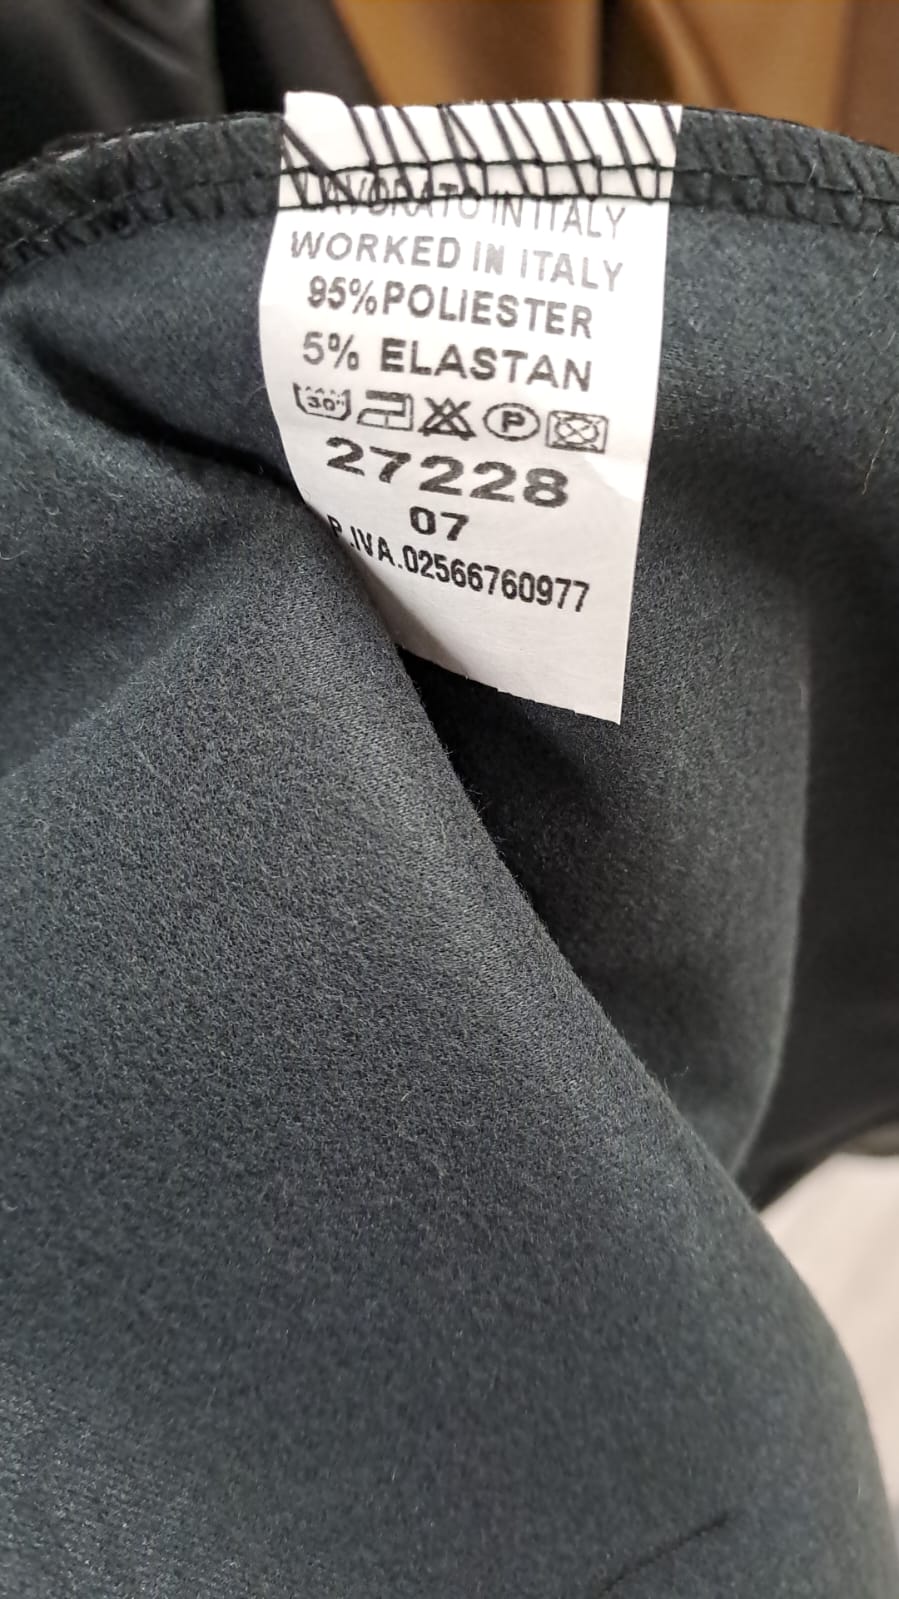 LAVORATO IN ITALY
WORKED IN ITALY
95%POLIESTER
5% ELASTAN
30°
P
27228
07
P.IVA.02566760977